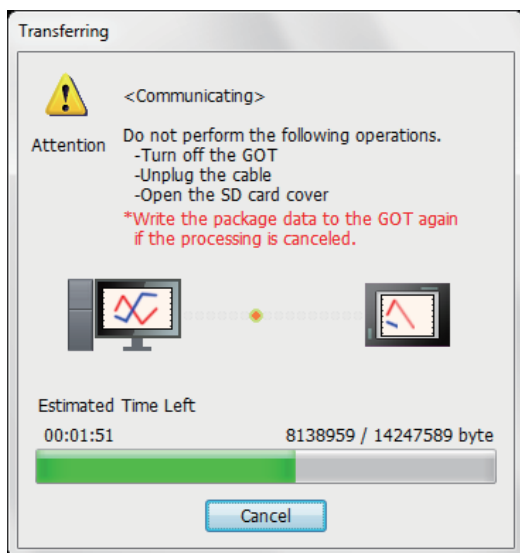 Transferring
<Communicating>
Attention
Do not perform the following operations.
-Turn off the GOT
-Unplug the cable
-Open the SD card cover
*Write the package data to the GOT again
if the processing is canceled.
Estimated Time Left
00:01:51 8138959 / 14247589 byte
Cancel